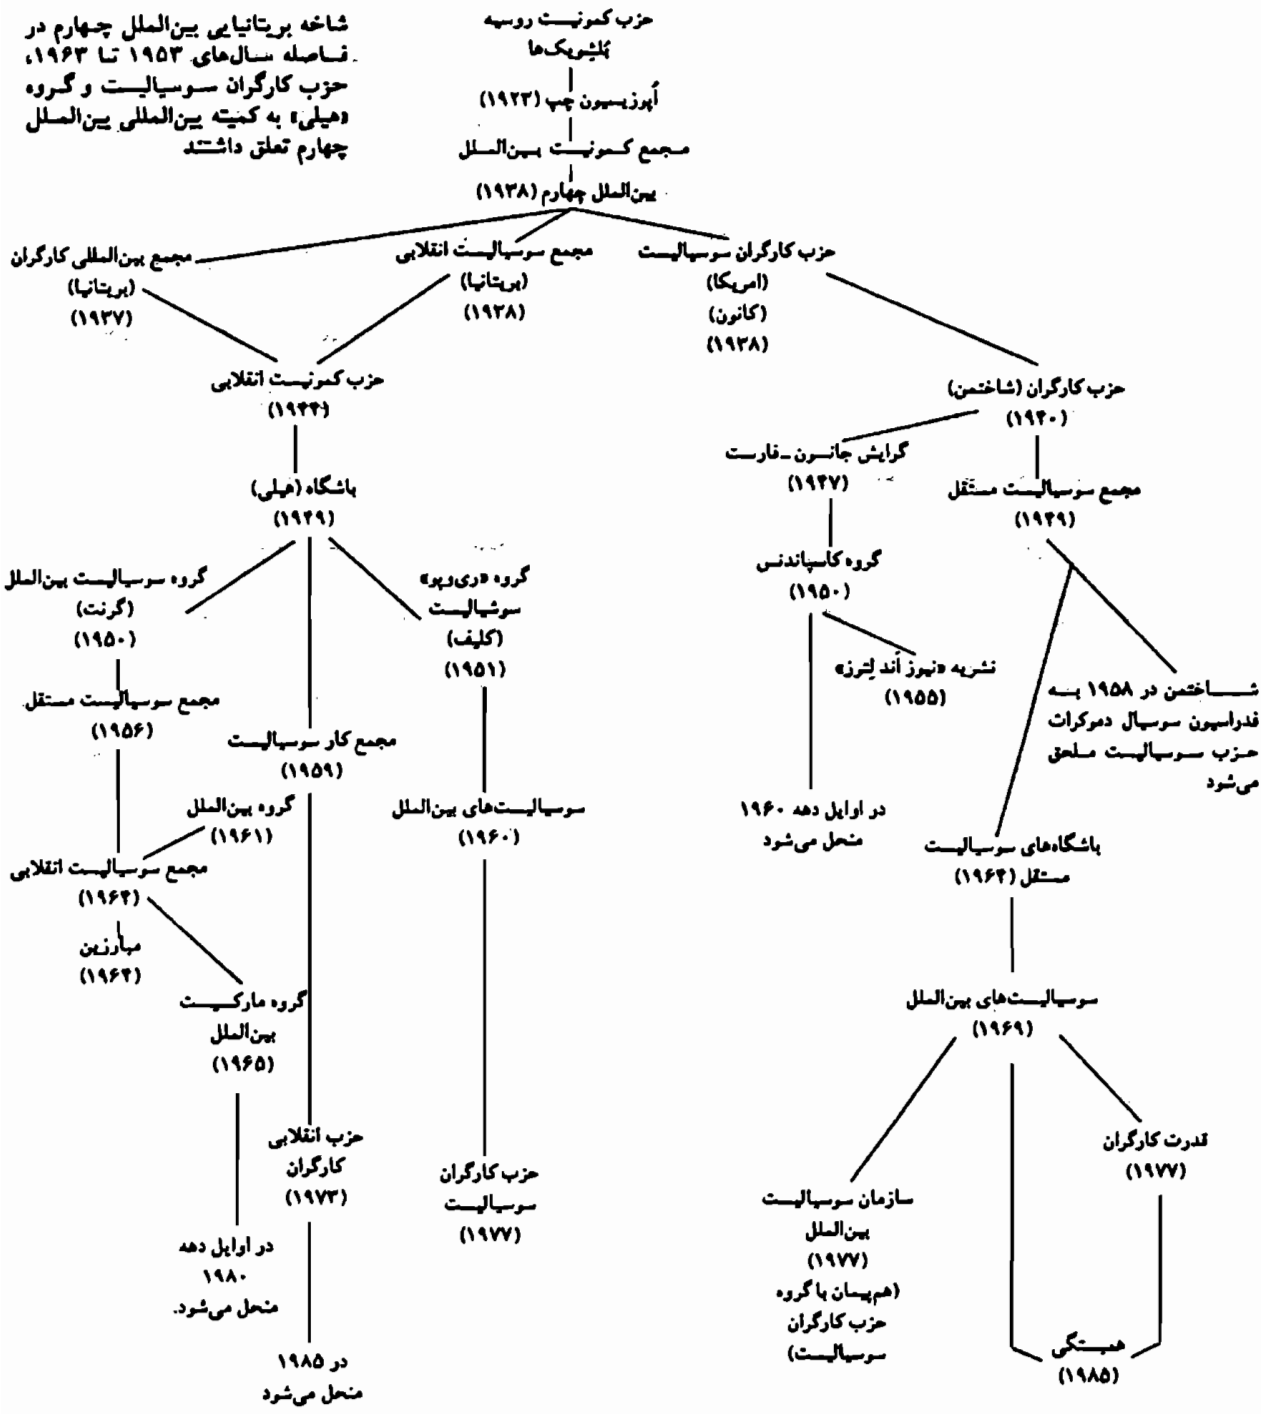 شاخه بریتانیایی بین‌الملل چهارم در
فاصله سال‌های ۱۹۵۳ تا ۱۹۶۳،
حزب کارگران سوسیالیست و گروه
«هیلی» به کمیته بین‌المللی بین‌الملل
چهارم تعلق داشتند
حزب کمونیست روسیه
بُلشِویک‌ها
اُپوزیسیون چپ (۱۹۲۳)
مجمع کمونیست بین‌الملل
بین‌الملل چهارم (۱۹۳۸)
حزب کارگران سوسیالیست
(امریکا)
(کانون)
(۱۹۳۸)
مجمع سوسیالیست انقلابی
(بریتانیا)
(۱۹۳۸)
مجمع بین‌المللی کارگران
(بریتانیا)
(۱۹۳۷)
حزب کمونیست انقلابی
(۱۹۴۴)
حزب کارگران (شاختمن)
(۱۹۴۰)
گرایش جانسون ـ فارست
(۱۹۴۷)
مجمع سوسیالیست مستقل
(۱۹۴۹)
باشگاه (هیلی)
(۱۹۴۹)
گروه کاسپاندنس
(۱۹۵۰)
گروه «ری‌ویو»
سوشیالیست
(کلیف)
(۱۹۵۱)
گروه سوسیالیست بین‌الملل
(گرنت)
(۱۹۵۰)
نشریه «نیوز اَند لِترز»
(۱۹۵۵)
شاختمن در ۱۹۵۸ به
فدراسیون سوسیال دموکرات
حزب سوسیالیست ملحق
می‌شود
مجمع سوسیالیست مستقل
(۱۹۵۶)
مجمع کار سوسیالیست
(۱۹۵۹)
در اوایل دهه ۱۹۶۰
منحل می‌شود
سوسیالیست‌های بین‌الملل
(۱۹۶۰)
گروه بین‌الملل
(۱۹۶۱)
باشگاه‌های سوسیالیست
مستقل (۱۹۶۴)
مجمع سوسیالیست انقلابی
(۱۹۶۴)
مبارزین
(۱۹۶۴)
گروه مارکسیست
بین‌الملل
(۱۹۶۵)
سوسیالیست‌های بین‌الملل
(۱۹۶۹)
قدرت کارگران
(۱۹۷۷)
حزب انقلابی
کارگران
(۱۹۷۳)
حزب کارگران
سوسیالیست
(۱۹۷۷)
سازمان سوسیالیست
بین‌الملل
(۱۹۷۷)
(هم‌پیمان با گروه
حزب کارگران
سوسیالیست)
در اوایل دهه
۱۹۸۰
منحل می‌شود.
همبستگی
(۱۹۸۵)
در ۱۹۸۵
منحل می‌شود